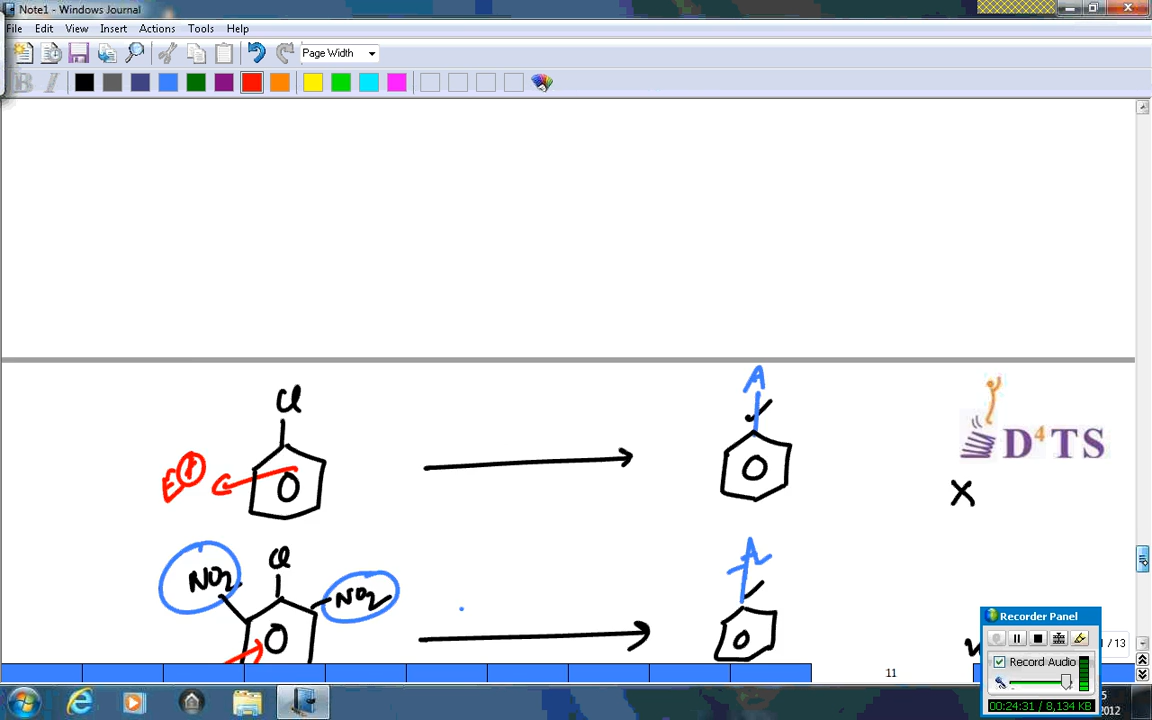 Note1 - Windows Journal
File Edit View Insert Actions Tools Help
Page Width
B I
Cl
A
E+
D4TS
X
Cl
NO2
NO2
A
Recorder Panel
Record Audio
00:24:31 / 8,134 KB
/ 13
11
2012